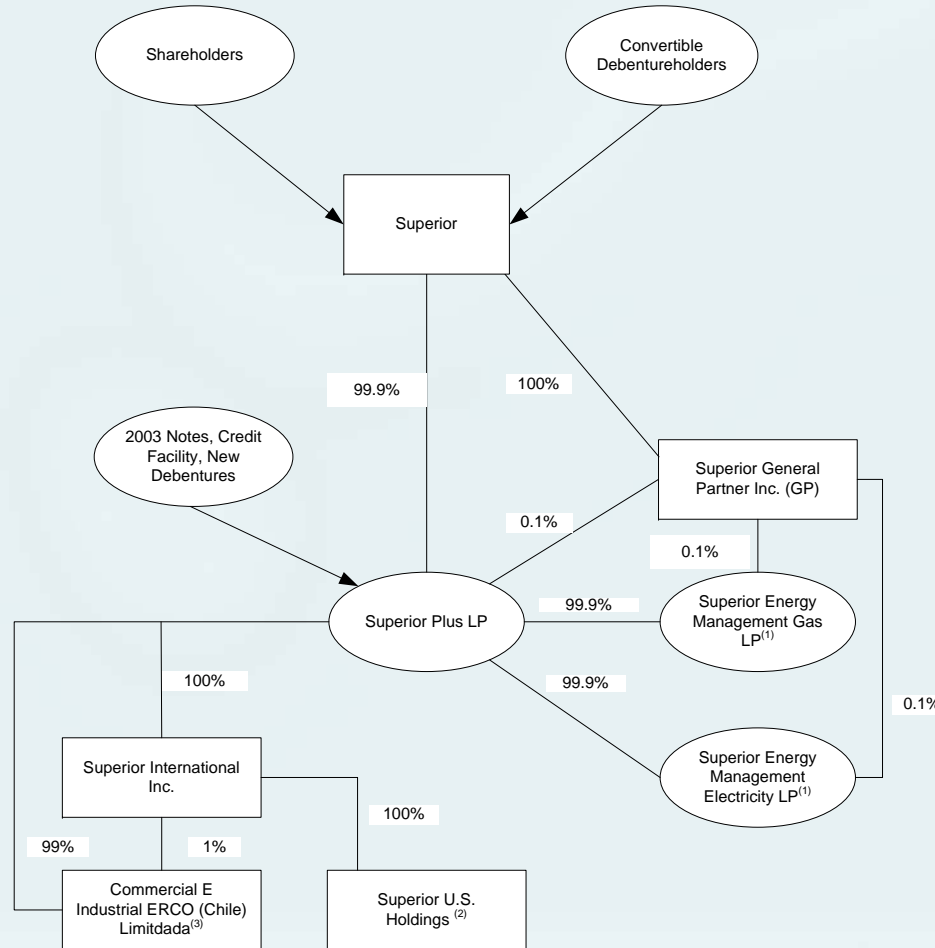 Shareholders
Convertible
Debentureholders
Superior
99.9%
100%
2003 Notes, Credit
Facility, New
Debentures
Superior General
Partner Inc. (GP)
0.1%
0.1%
Superior Plus LP
99.9%
Superior Energy
Management Gas
LP(1)
100%
99.9%
0.1%
Superior International
Inc.
Superior Energy
Management
Electricity LP(1)
100%
99%
1%
Commercial E
Industrial ERCO (Chile)
Limitdada(3)
Superior U.S.
Holdings (2)